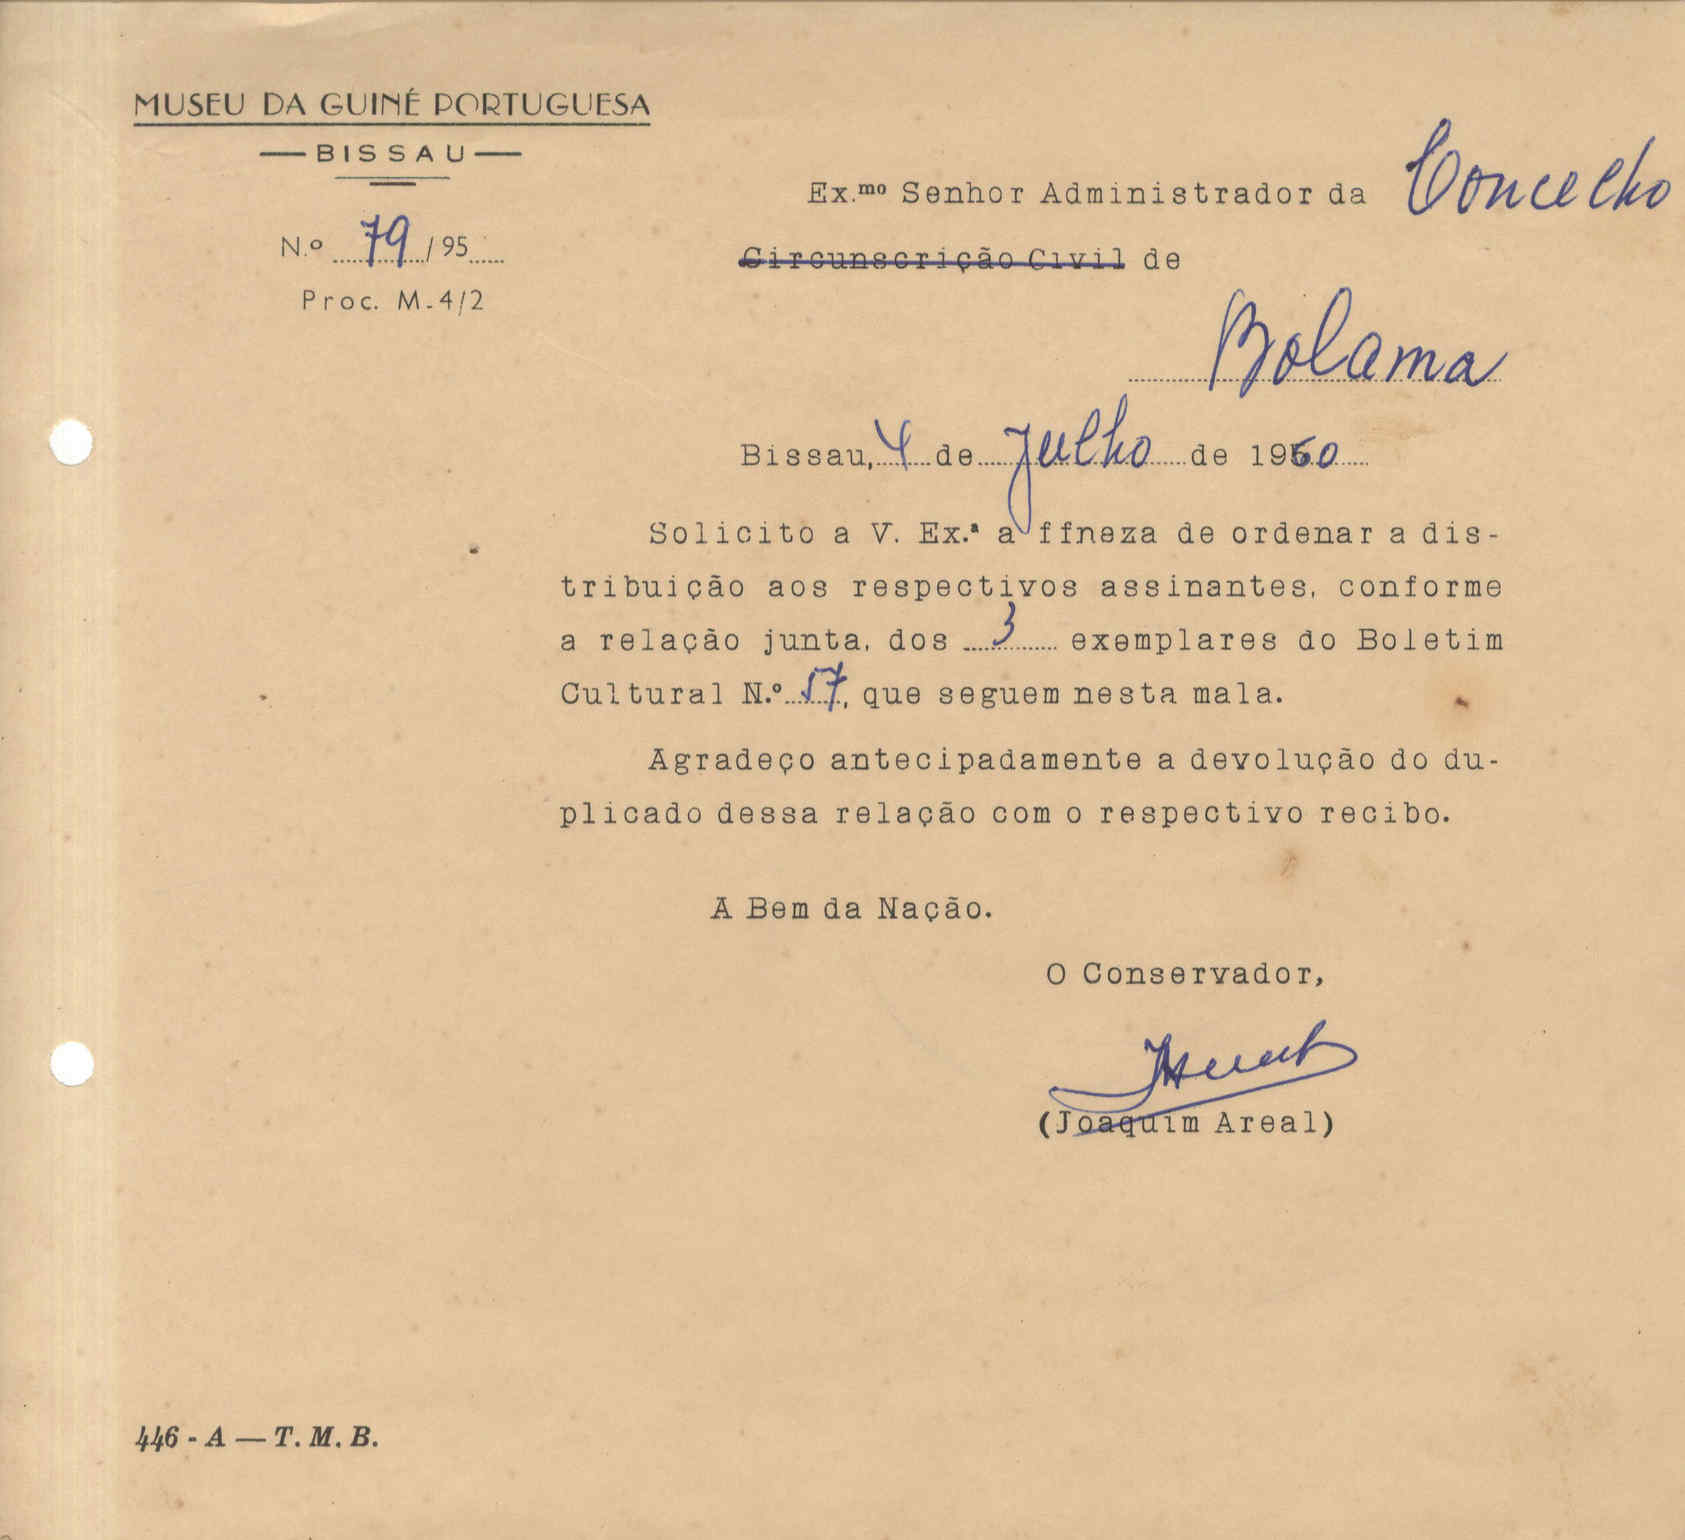 MUSEU DA GUINÉ PORTUGUESA
— BISSAU —
N.º 79/95
Proc. M-4/2
Ex.mo Senhor Administrador da Concelho
Circunscrição Civil de
Bolama
Bissau, 4 de Julho de 1960
Solicito a V. Ex.ª a ffneza de ordenar a dis-
tribuição aos respectivos assinantes, conforme
a relação junta, dos 3 exemplares do Boletim
Cultural N.º 57, que seguem nesta mala.
Agradeço antecipadamente a devolução do du-
plicado dessa relação com o respectivo recibo.
A Bem da Nação.
O Conservador,
(Joaquim Areal)
446 - A — T. M. B.